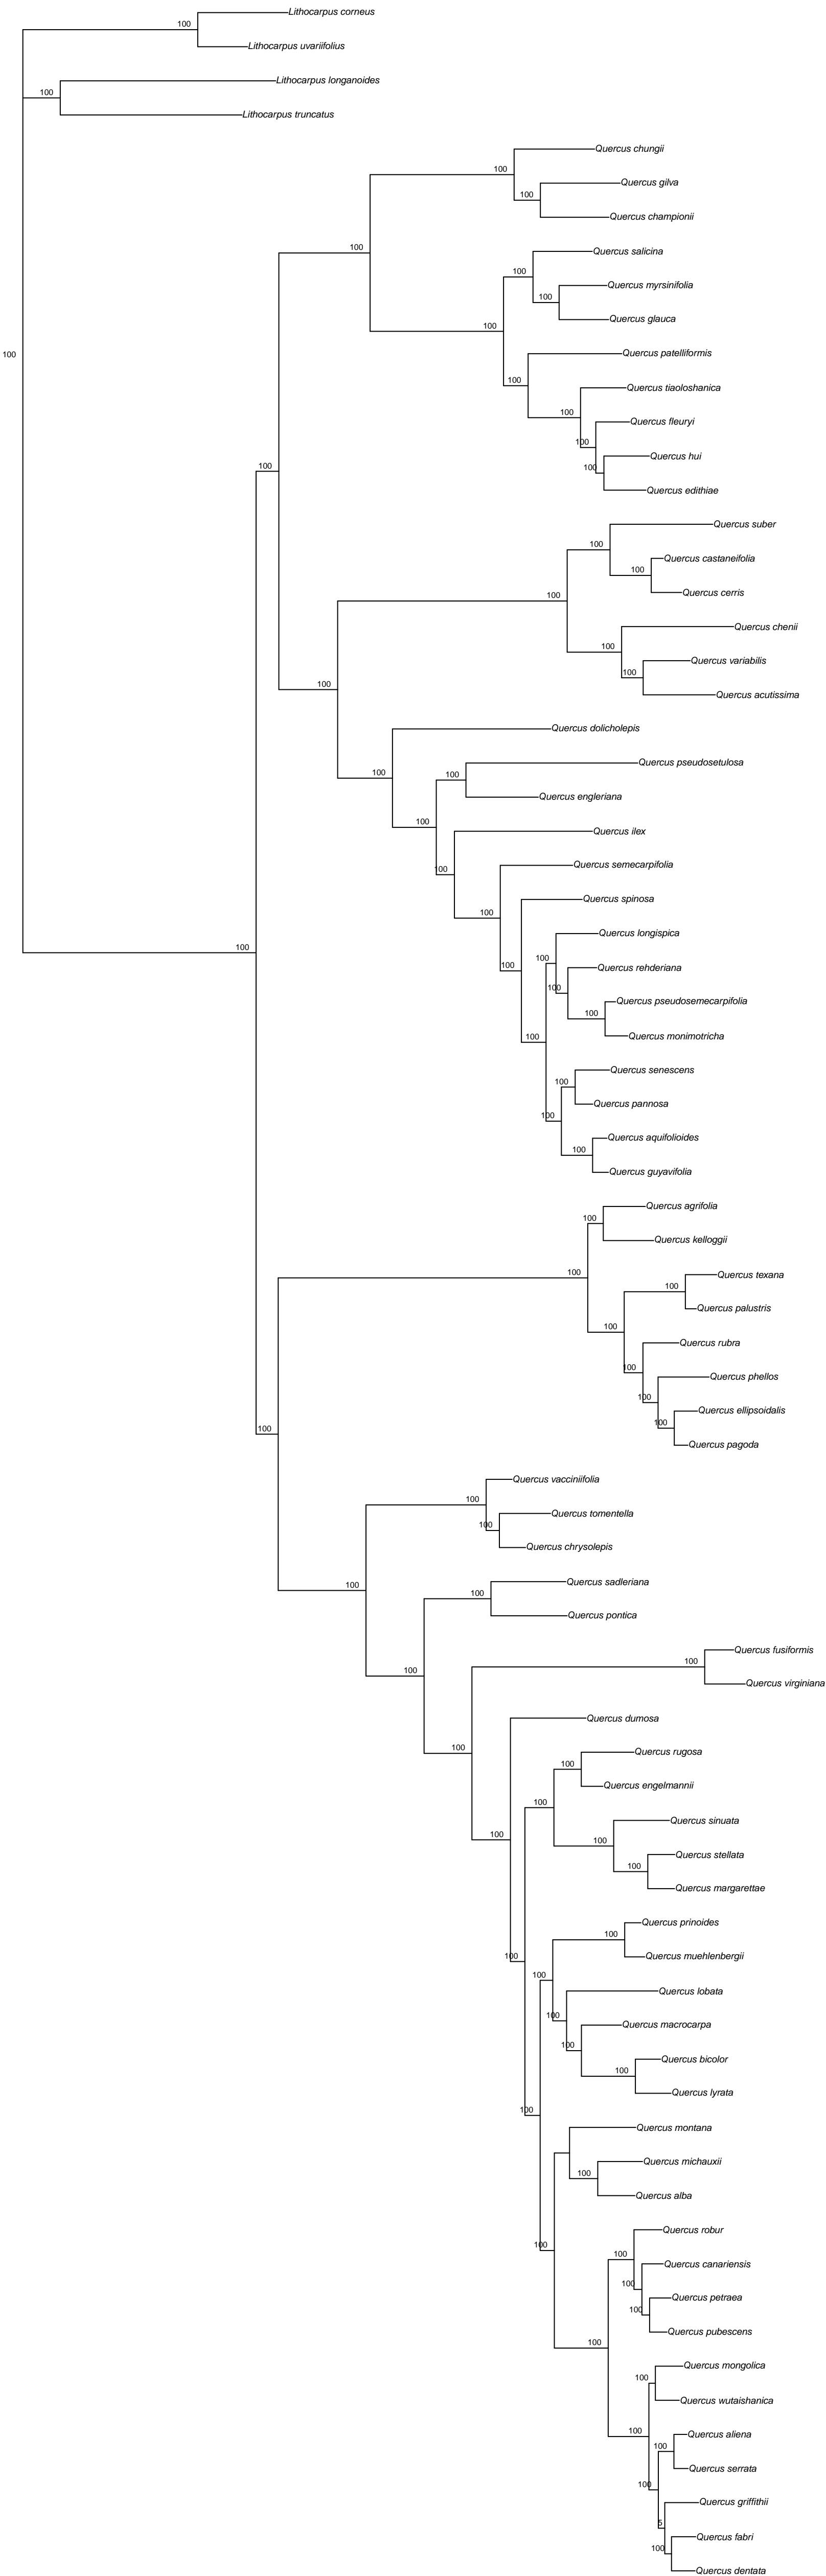 Lithocarpus corneus
100
Lithocarpus uvariifolius
Lithocarpus longanoides
100
Lithocarpus truncatus
Quercus chungii
100
Quercus gilva
100
Quercus championii
100
Quercus salicina
100
Quercus myrsinifolia
100
Quercus glauca
100
Quercus patelliformis
100
100
Quercus tiaoloshanica
100
Quercus fleuryi
100
Quercus hui
100
100
Quercus edithiae
Quercus suber
100
Quercus castaneifolia
100
Quercus cerris
100
Quercus chenii
100
Quercus variabilis
100
100
Quercus acutissima
Quercus dolicholepis
Quercus pseudosetulosa
100
100
Quercus engleriana
100
Quercus ilex
100
Quercus semecarpifolia
100
Quercus spinosa
Quercus longispica
100
100
100
Quercus rehderiana
100
Quercus pseudosemecarpifolia
100
Quercus monimotricha
100
Quercus senescens
100
Quercus pannosa
100
Quercus aquifolioides
100
Quercus guyavifolia
Quercus agrifolia
100
Quercus kelloggii
100
Quercus texana
100
Quercus palustris
100
Quercus rubra
100
Quercus phellos
100
Quercus ellipsoidalis
100
100
Quercus pagoda
Quercus vacciniifolia
100
Quercus tomentella
100
Quercus chrysolepis
Quercus sadleriana
100
100
Quercus pontica
Quercus fusiformis
100
100
Quercus virginiana
Quercus dumosa
100
Quercus rugosa
100
Quercus engelmannii
100
Quercus sinuata
100
100
Quercus stellata
100
Quercus margarettae
Quercus prinoides
100
Quercus muehlenbergii
100
100
Quercus lobata
100
Quercus macrocarpa
100
Quercus bicolor
100
Quercus lyrata
100
Quercus montana
Quercus michauxii
100
Quercus alba
Quercus robur
100
100
Quercus canariensis
100
Quercus petraea
100
Quercus pubescens
100
Quercus mongolica
100
Quercus wutaishanica
100
Quercus aliena
100
Quercus serrata
100
Quercus griffithii
Quercus fabri
100
Quercus dentata